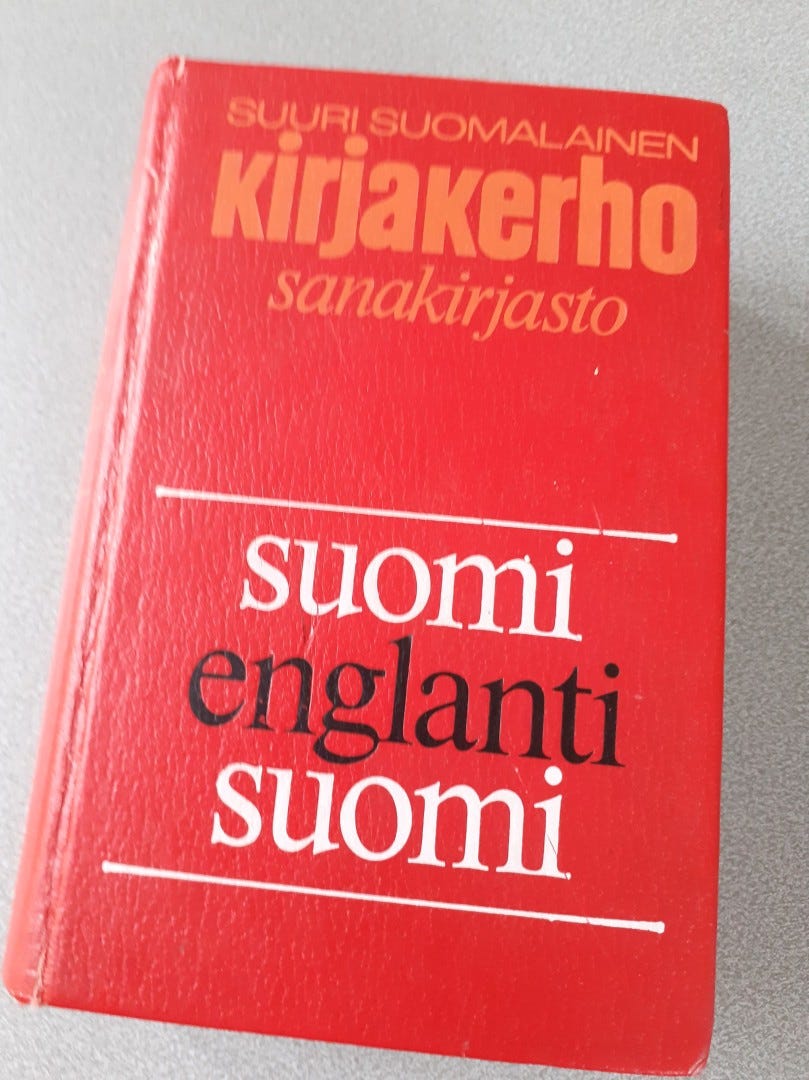 SUURI SUOMALAINEN
kirjakerho
sanakirjasto
suomi
englanti
suomi